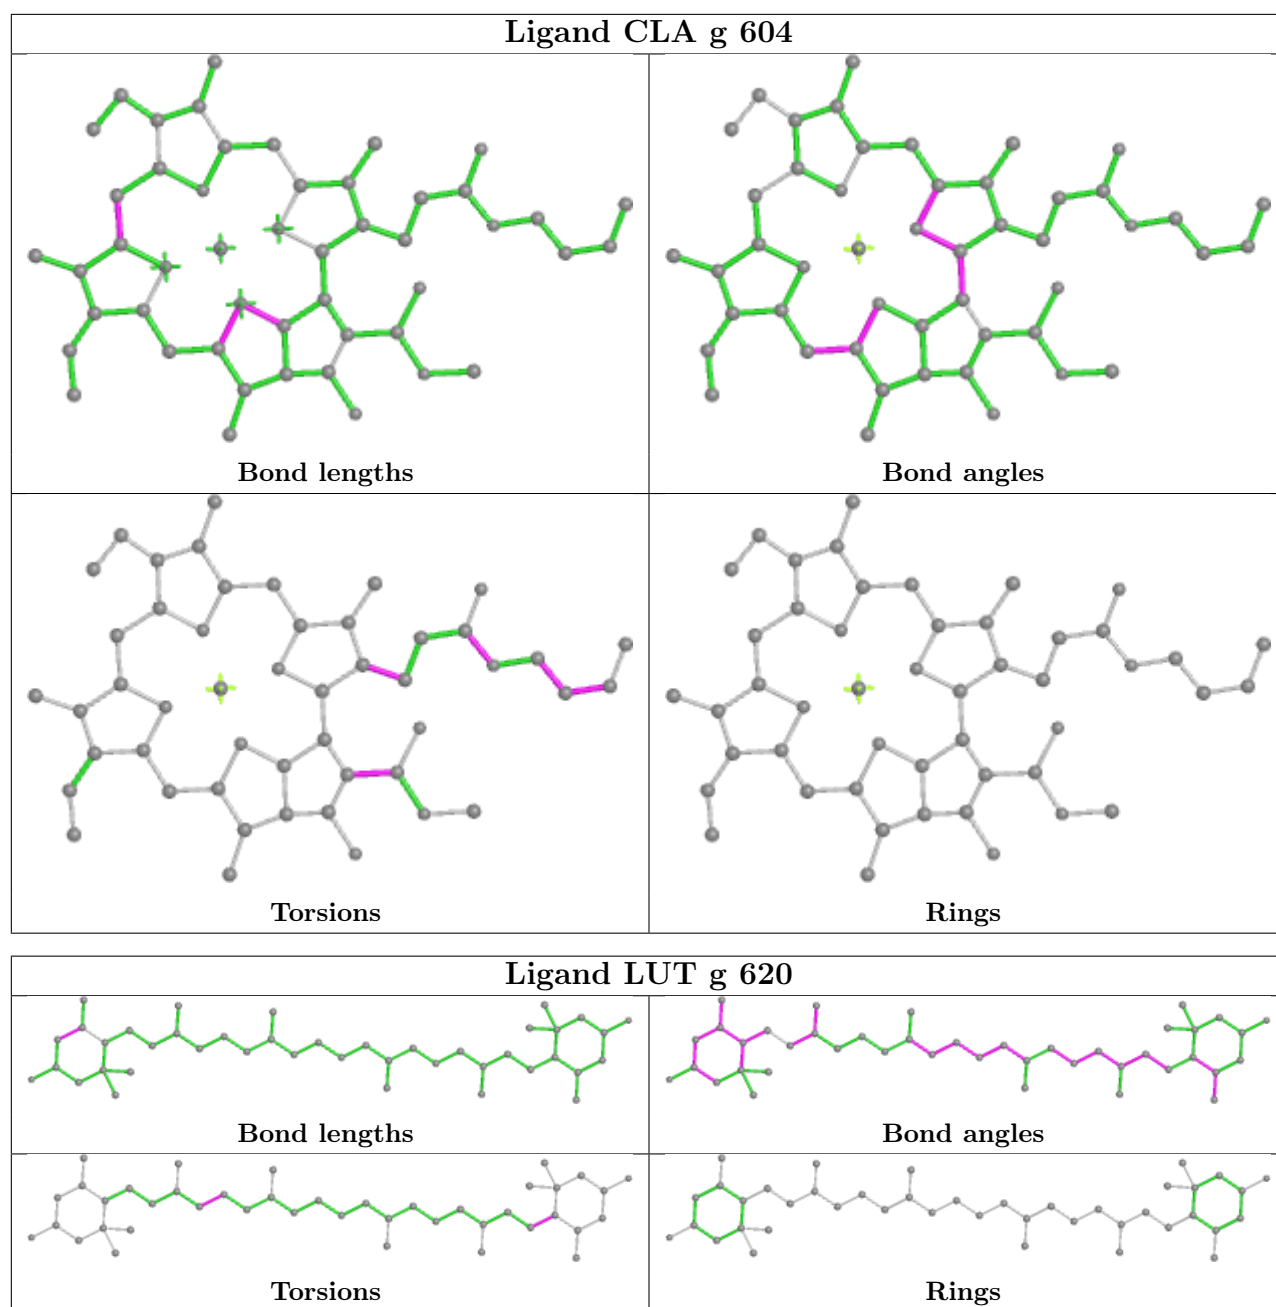 Ligand CLA g 604
Bond lengths
Bond angles
Torsions
Rings
Ligand LUT g 620
Bond lengths
Bond angles
Torsions
Rings